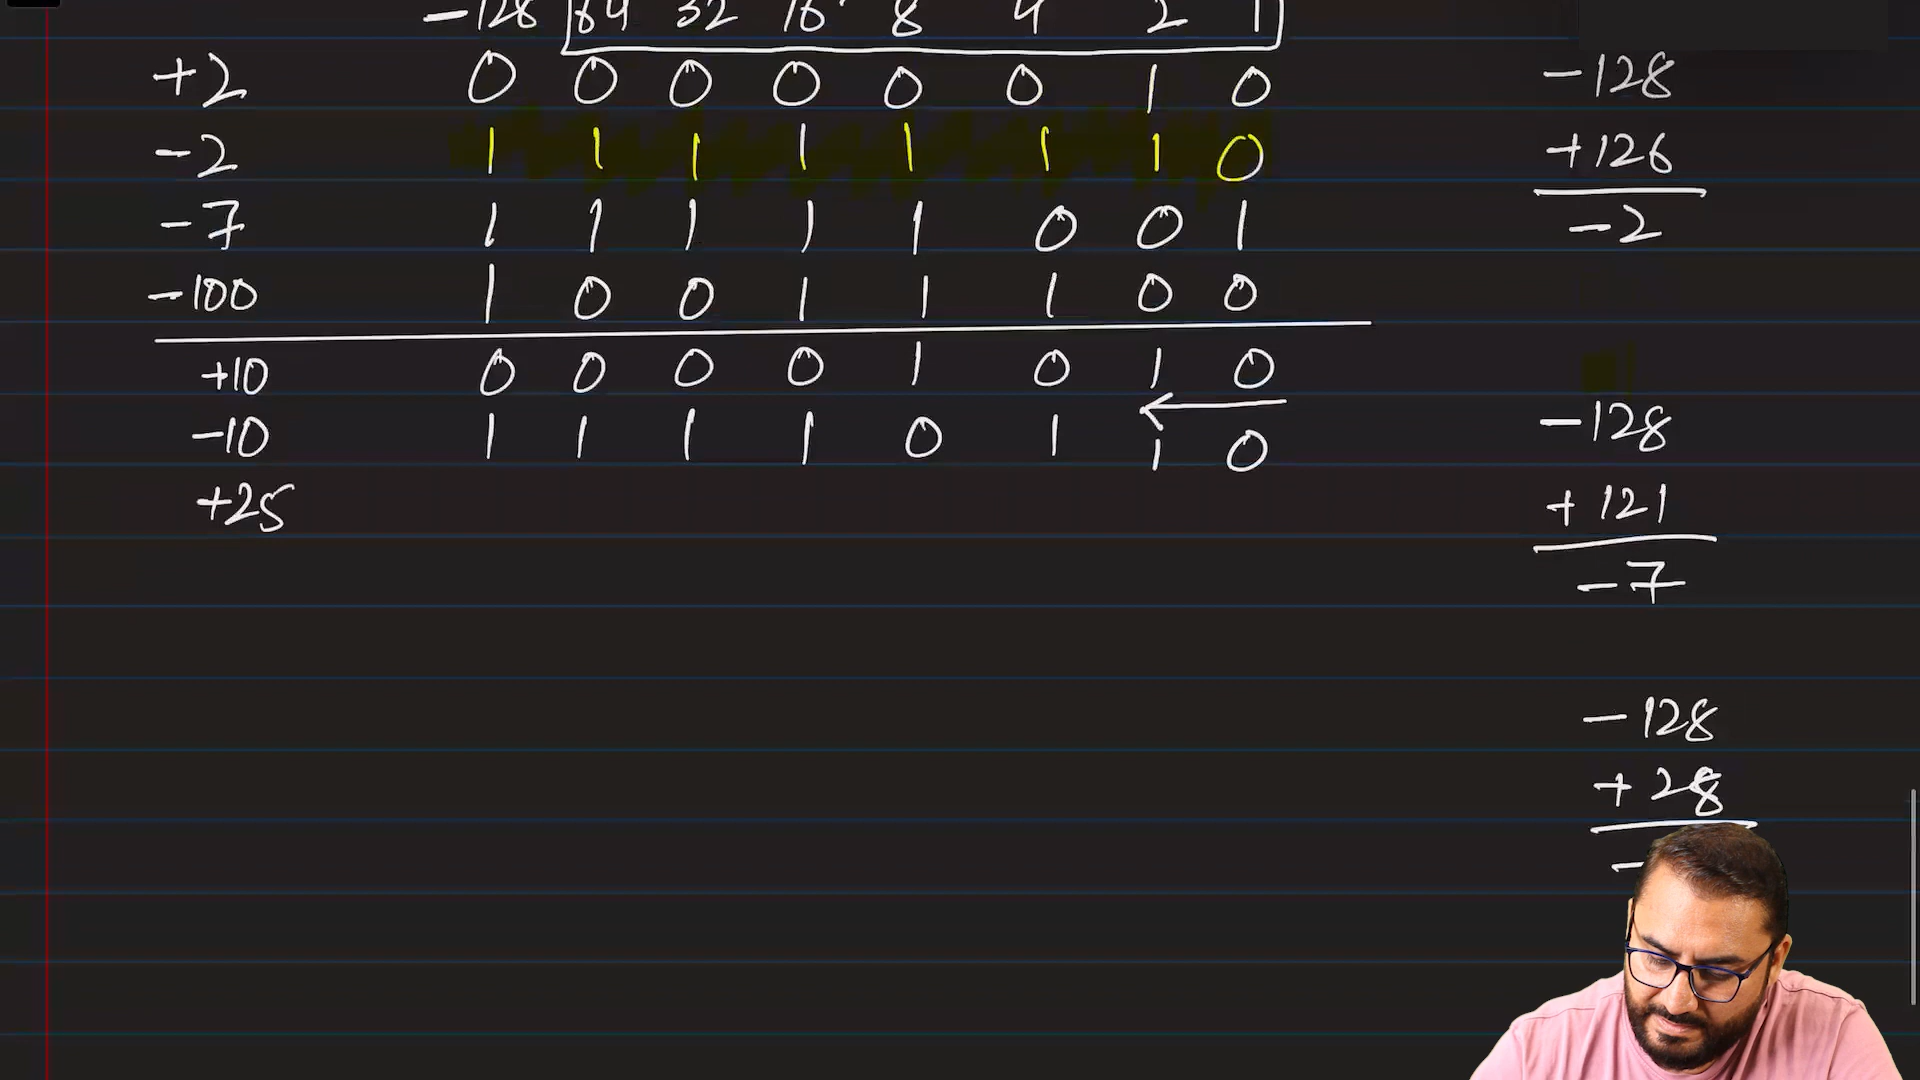 -128 64 32 16 8 4 2 1
+2 0 0 0 0 0 0 1 0
-2 1 1 1 1 1 1 1 0
-7 1 1 1 1 1 0 0 1
-100 1 0 0 1 1 1 0 0
+10 0 0 0 0 1 0 1 0
-10 1 1 1 1 0 1 1 0
+25
-128
+126
-2
-128
+121
-7
-128
+28
-